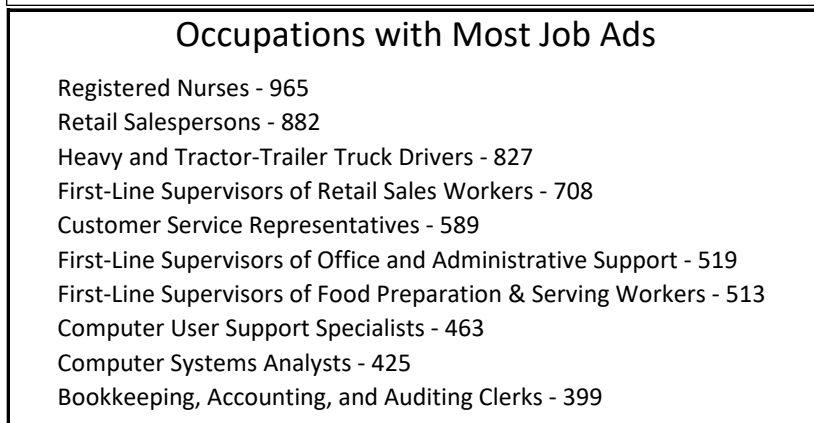 Occupations with Most Job Ads
Registered Nurses - 965
Retail Salespersons - 882
Heavy and Tractor-Trailer Truck Drivers - 827
First-Line Supervisors of Retail Sales Workers - 708
Customer Service Representatives - 589
First-Line Supervisors of Office and Administrative Support - 519
First-Line Supervisors of Food Preparation & Serving Workers - 513
Computer User Support Specialists - 463
Computer Systems Analysts - 425
Bookkeeping, Accounting, and Auditing Clerks - 399